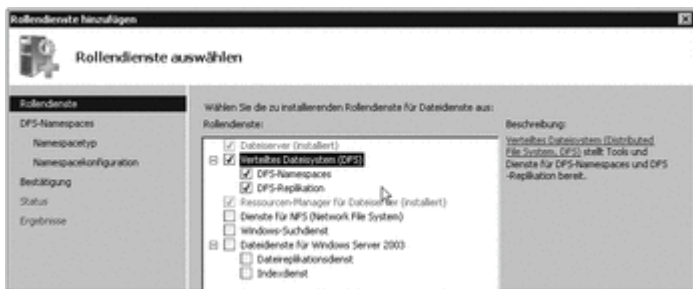 Rollendienste hinzufügen
Rollendienste auswählen
Rollendienste
DFS-Namespaces
Namespacetyp
Namespacekonfiguration
Bestätigung
Status
Ergebnisse
Wählen Sie die zu installierenden Rollendienste für Dateidienste aus:
Rollendienste:
Dateiserver (installiert)
Verteiltes Dateisystem (DFS)
DFS-Namespaces
DFS-Replikation
Ressourcen-Manager für Dateiserver (installiert)
Dienste für NFS (Network File System)
Windows-Suchdienst
Dateidienste für Windows Server 2003
Dateireplikationsdienst
Indexdienst
Beschreibung:
Verteiltes Dateisystem (Distributed
File System, DFS) stellt Tools und
Dienste für DFS-Namespaces und DFS
-Replikation bereit.